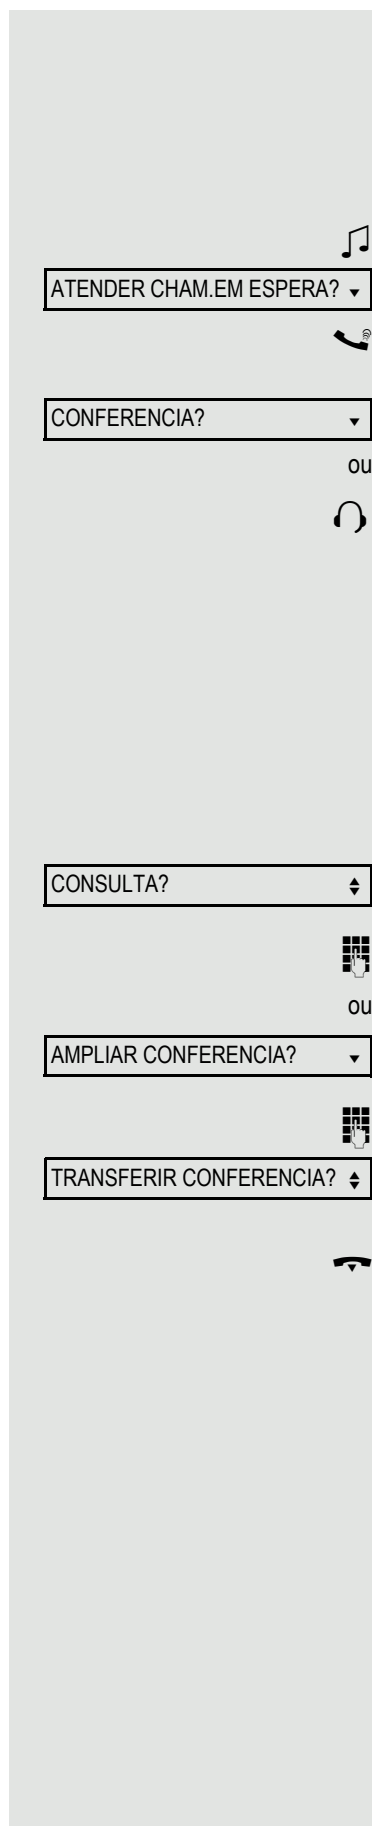 ATENDER CHAM.EM ESPERA?
CONFERENCIA?
ou
CONSULTA?
ou
AMPLIAR CONFERENCIA?
TRANSFERIR CONFERENCIA?